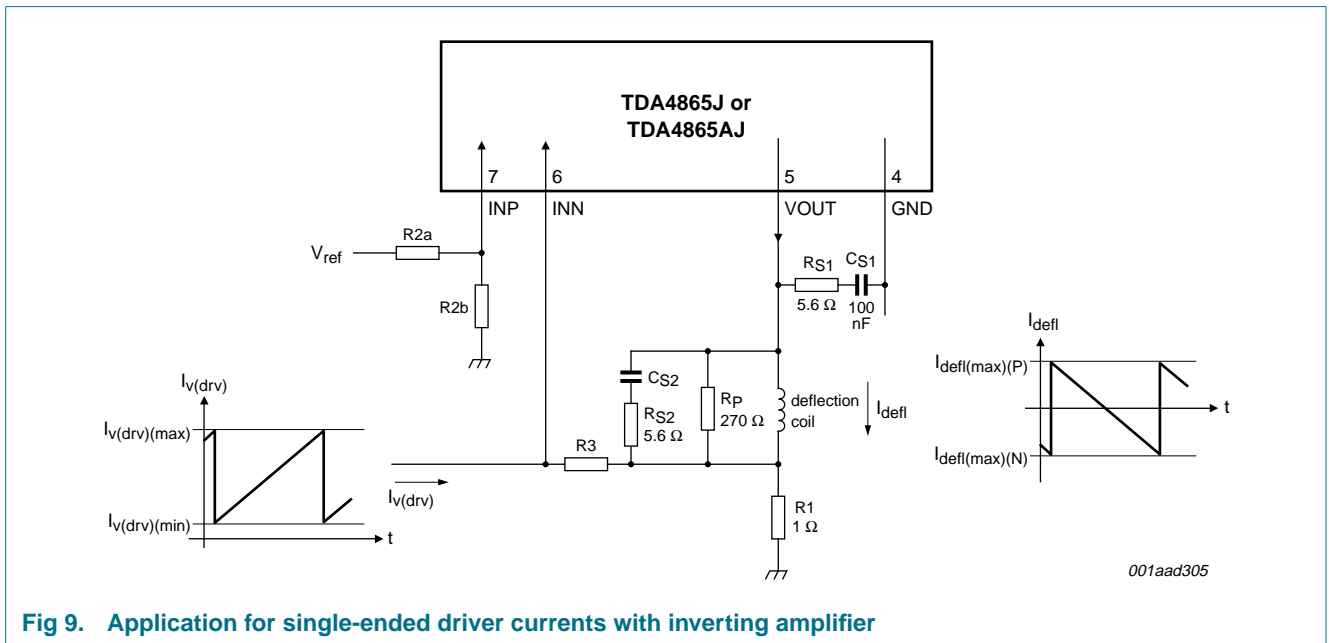 TDA4865J or
TDA4865AJ
7
6
5
4
INP
INN
VOUT
GND
R2a
Vref
R2b
RS1
5.6 Ω
CS1
100
nF
Iv(drv)
Iv(drv)(max)
Iv(drv)(min)
t
Iv(drv)
R3
CS2
RS2
5.6 Ω
RP
270 Ω
deflection
coil
Idefl
R1
1 Ω
Idefl
Idefl(max)(P)
t
Idefl(max)(N)
001aad305
Fig 9. Application for single-ended driver currents with inverting amplifier